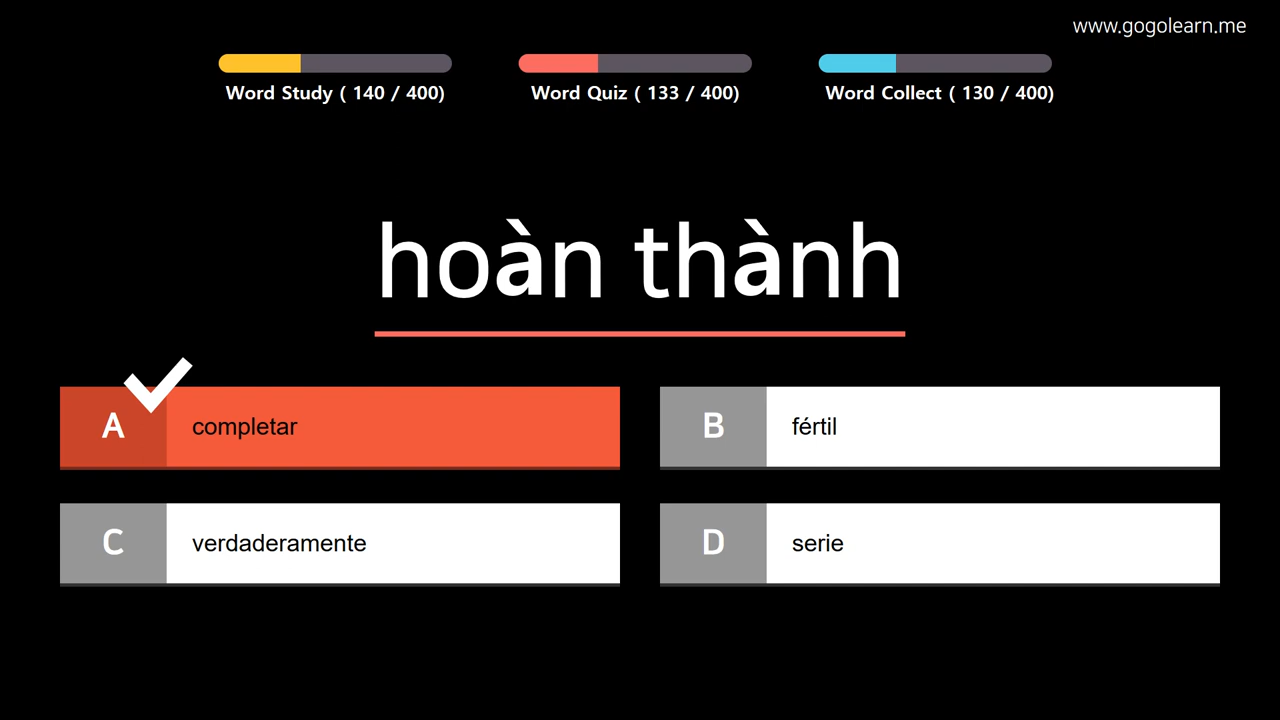 www.gogolearn.me
Word Study ( 140 / 400)
Word Quiz ( 133 / 400)
Word Collect ( 130 / 400)
hoàn thành
A completar
B fértil
C verdaderamente
D serie